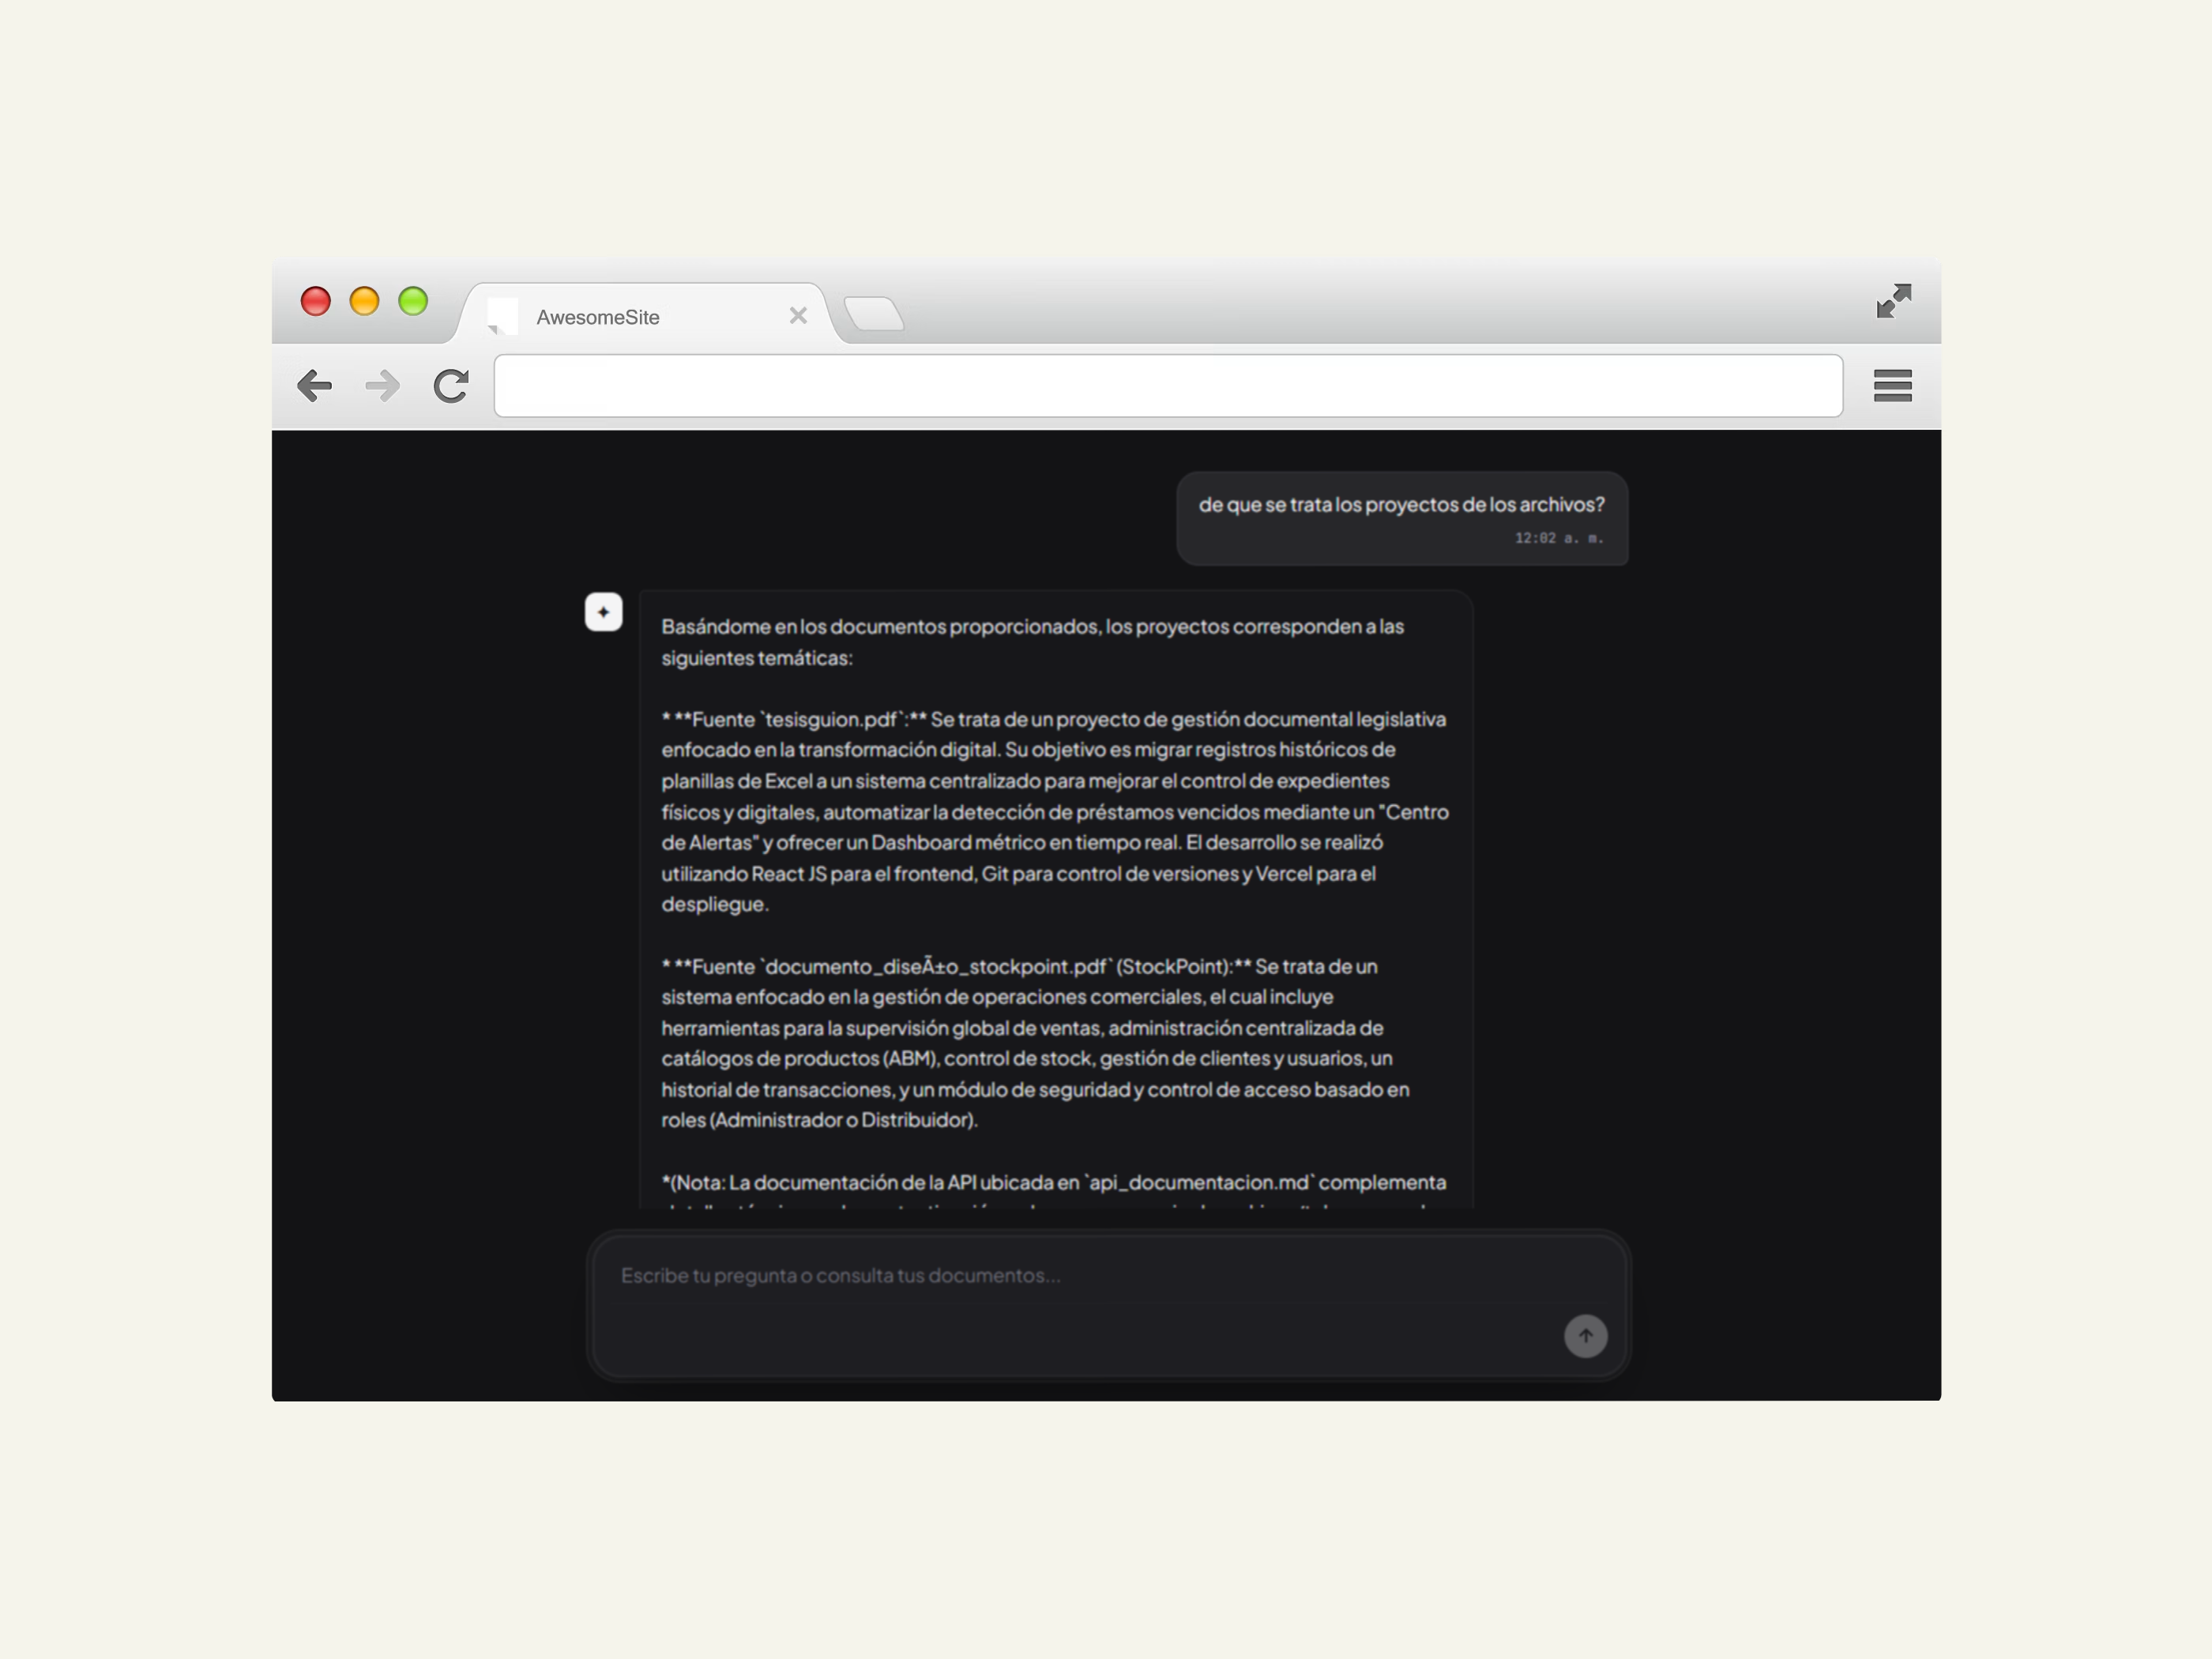 AwesomeSite
de que se trata los proyectos de los archivos?
12:02 a. m.
Basándome en los documentos proporcionados, los proyectos corresponden a las
siguientes temáticas:
* **Fuente `tesisguion.pdf`:** Se trata de un proyecto de gestión documental legislativa
enfocado en la transformación digital. Su objetivo es migrar registros históricos de
planillas de Excel a un sistema centralizado para mejorar el control de expedientes
físicos y digitales, automatizar la detección de préstamos vencidos mediante un "Centro
de Alertas" y ofrecer un Dashboard métrico en tiempo real. El desarrollo se realizó
utilizando React JS para el frontend, Git para control de versiones y Vercel para el
despliegue.
* **Fuente `documento_diseÃ±o_stockpoint.pdf` (StockPoint):** Se trata de un
sistema enfocado en la gestión de operaciones comerciales, el cual incluye
herramientas para la supervisión global de ventas, administración centralizada de
catálogos de productos (ABM), control de stock, gestión de clientes y usuarios, un
historial de transacciones, y un módulo de seguridad y control de acceso basado en
roles (Administrador o Distribuidor).
*(Nota: La documentación de la API ubicada en `api_documentacion.md` complementa
Escribe tu pregunta o consulta tus documentos...